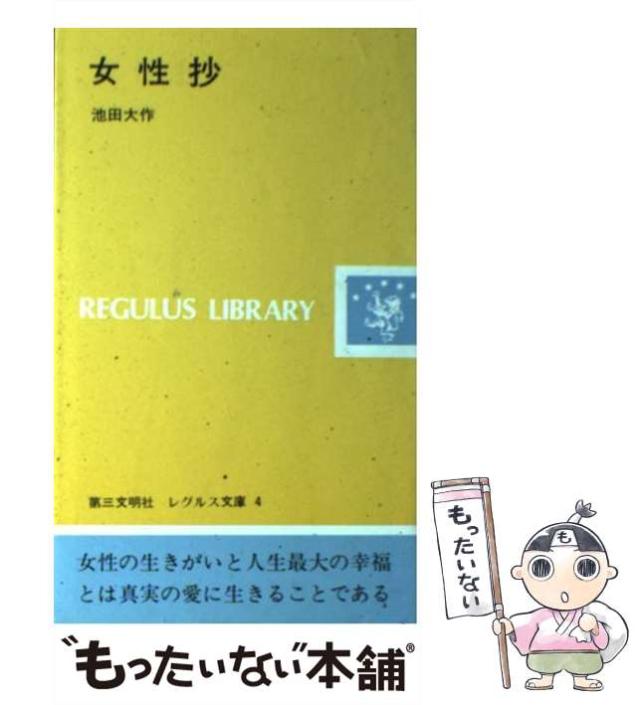 女性抄
池田大作
REGULUS LIBRARY
第三文明社 レグルス文庫 4
女性の生きがいと人生最大の幸福
とは真実の愛に生きることである
“もったいない”本舗®
もったいない
も